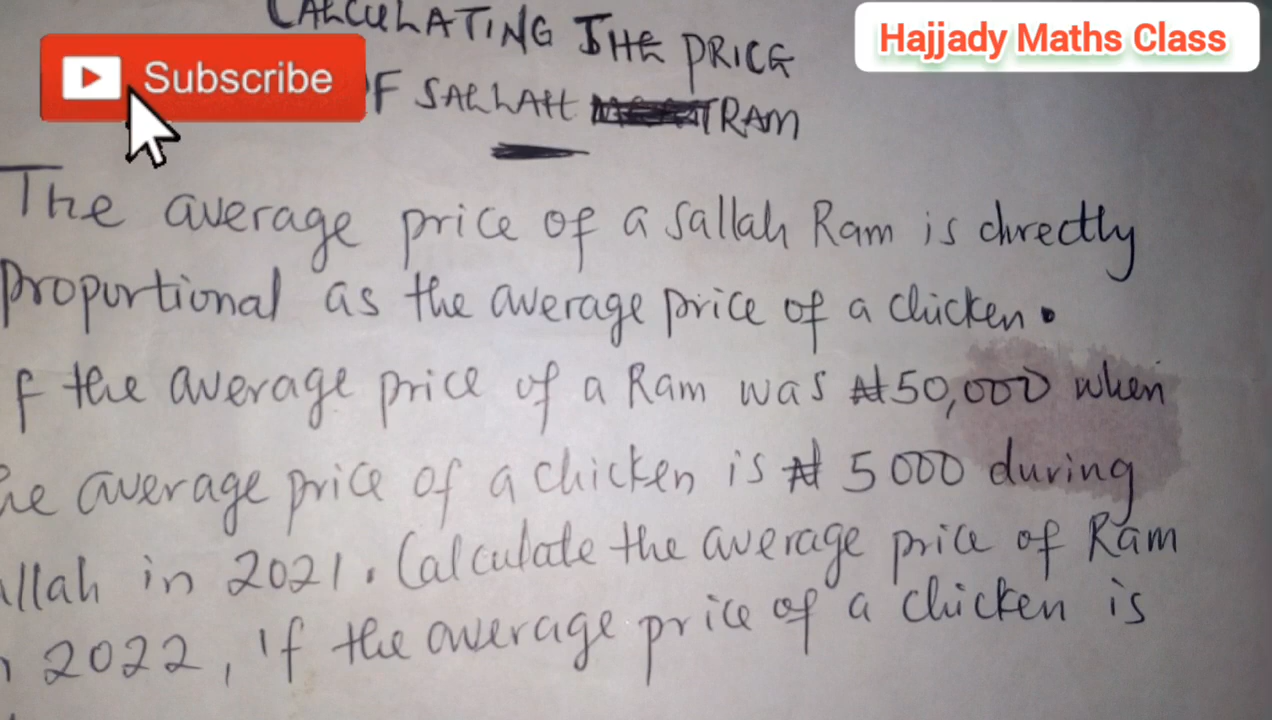 CALCULATING THE PRICE
Hajjady Maths Class
Subscribe
F SALLAH RAM
The average price of a Sallah Ram is directly
proportional as the average price of a chicken.
f the average price of a Ram was ₦50,000 when
he average price of a chicken is ₦ 5000 during
allah in 2021. Calculate the average price of Ram
n 2022, if the average price of a chicken is